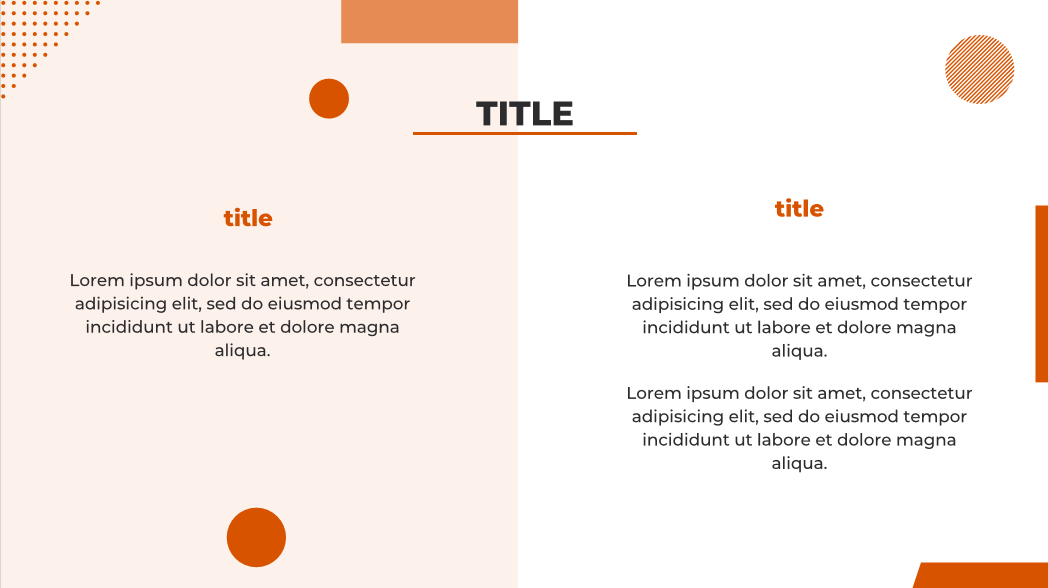 TITLE
title
Lorem ipsum dolor sit amet, consectetur
adipisicing elit, sed do eiusmod tempor
incididunt ut labore et dolore magna
aliqua.
title
Lorem ipsum dolor sit amet, consectetur
adipisicing elit, sed do eiusmod tempor
incididunt ut labore et dolore magna
aliqua.
Lorem ipsum dolor sit amet, consectetur
adipisicing elit, sed do eiusmod tempor
incididunt ut labore et dolore magna
aliqua.